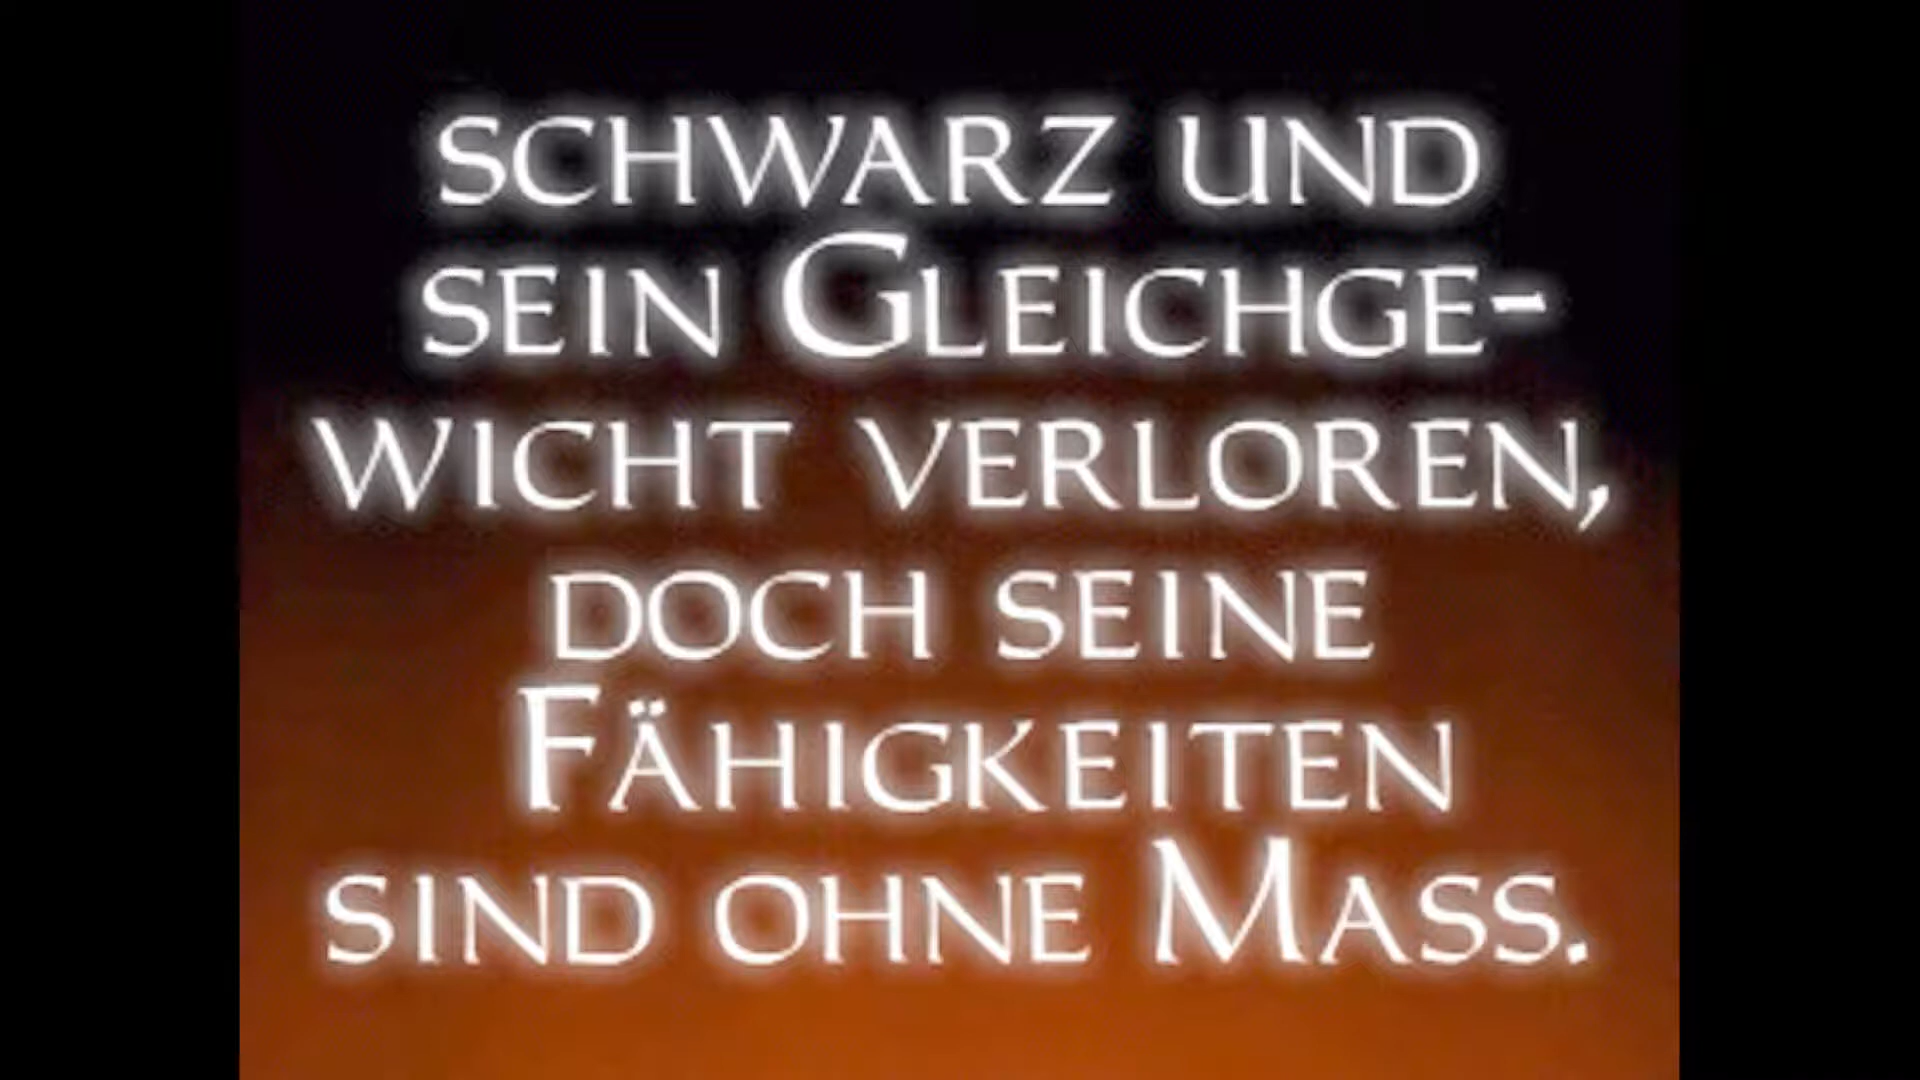 SCHWARZ UND
SEIN GLEICHGE-
WICHT VERLOREN,
DOCH SEINE
FÄHIGKEITEN
SIND OHNE MASS.